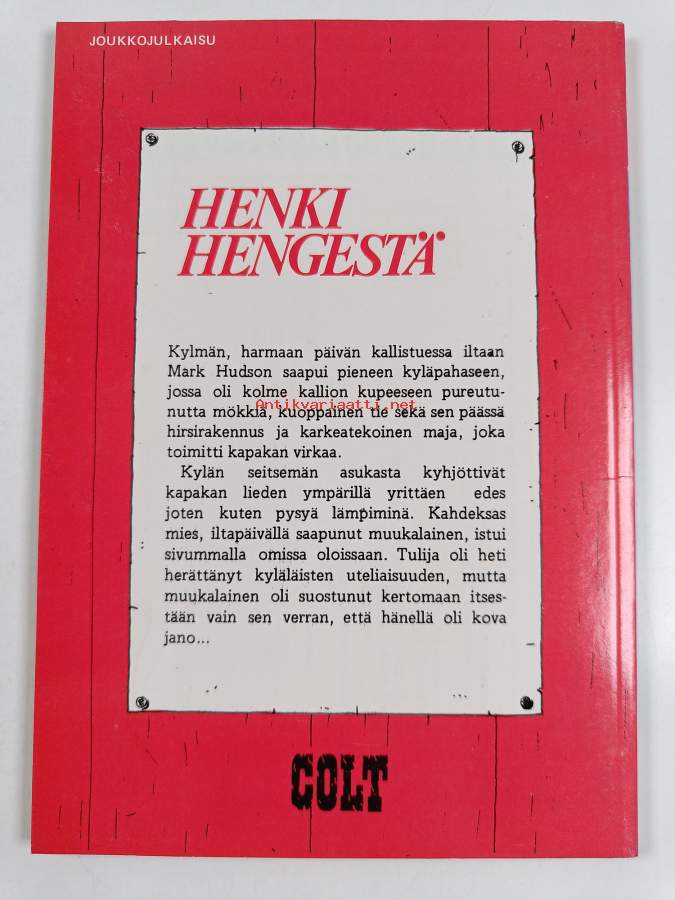 JOUKKOJULKAISU
HENKI
HENGESTÄ
Kylmän, harmaan päivän kallistuessa iltaan
Mark Hudson saapui pieneen kyläpahaseen,
jossa oli kolme kallion kupeeseen pureutu-
nutta mökkiä, kuoppainen tie sekä sen päässä
Antikvariaatti.net
hirsirakennus ja karkeatekoinen maja, joka
toimitti kapakan virkaa.
Kylän seitsemän asukasta kyhjöttivät
kapakan lieden ympärillä yrittäen edes
joten kuten pysyä lämpiminä. Kahdeksas
mies, iltapäivällä saapunut muukalainen, istui
sivummalla omissa oloissaan. Tulija oli heti
herättänyt kyläläisten uteliaisuuden, mutta
muukalainen oli suostunut kertomaan itses-
tään vain sen verran, että hänellä oli kova
jano...
COLT